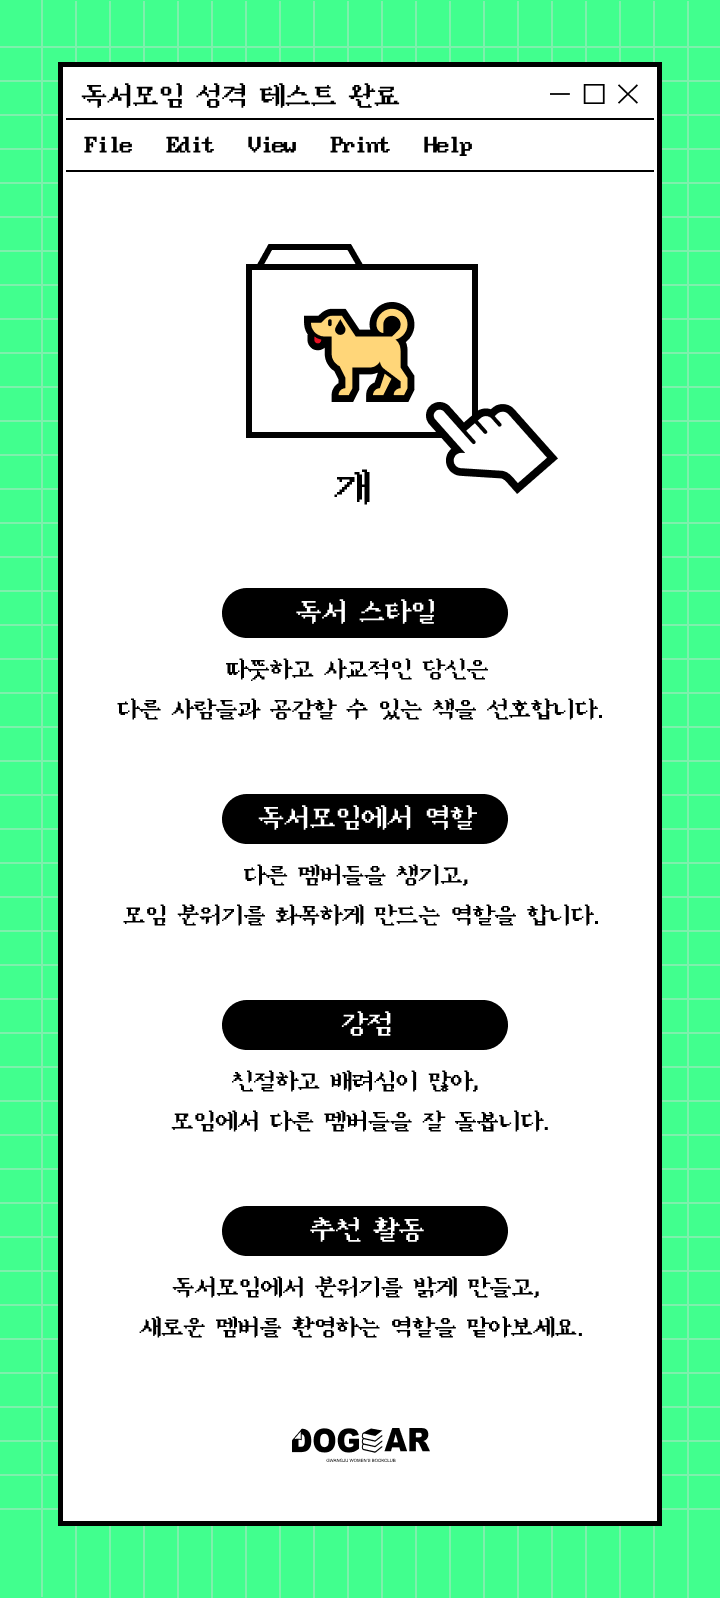 독서모임 성격 테스트 완료
File Edit View Print Help
개
독서 스타일
따뜻하고 사교적인 당신은
다른 사람들과 공감할 수 있는 책을 선호합니다.
독서모임에서 역할
다른 멤버들을 챙기고,
모임 분위기를 화목하게 만드는 역할을 합니다.
강점
친절하고 배려심이 많아,
모임에서 다른 멤버들을 잘 돌봅니다.
추천 활동
독서모임에서 분위기를 밝게 만들고,
새로운 멤버를 환영하는 역할을 맡아보세요.
DOGEAR
GWANGJU WOMEN'S BOOKCLUB